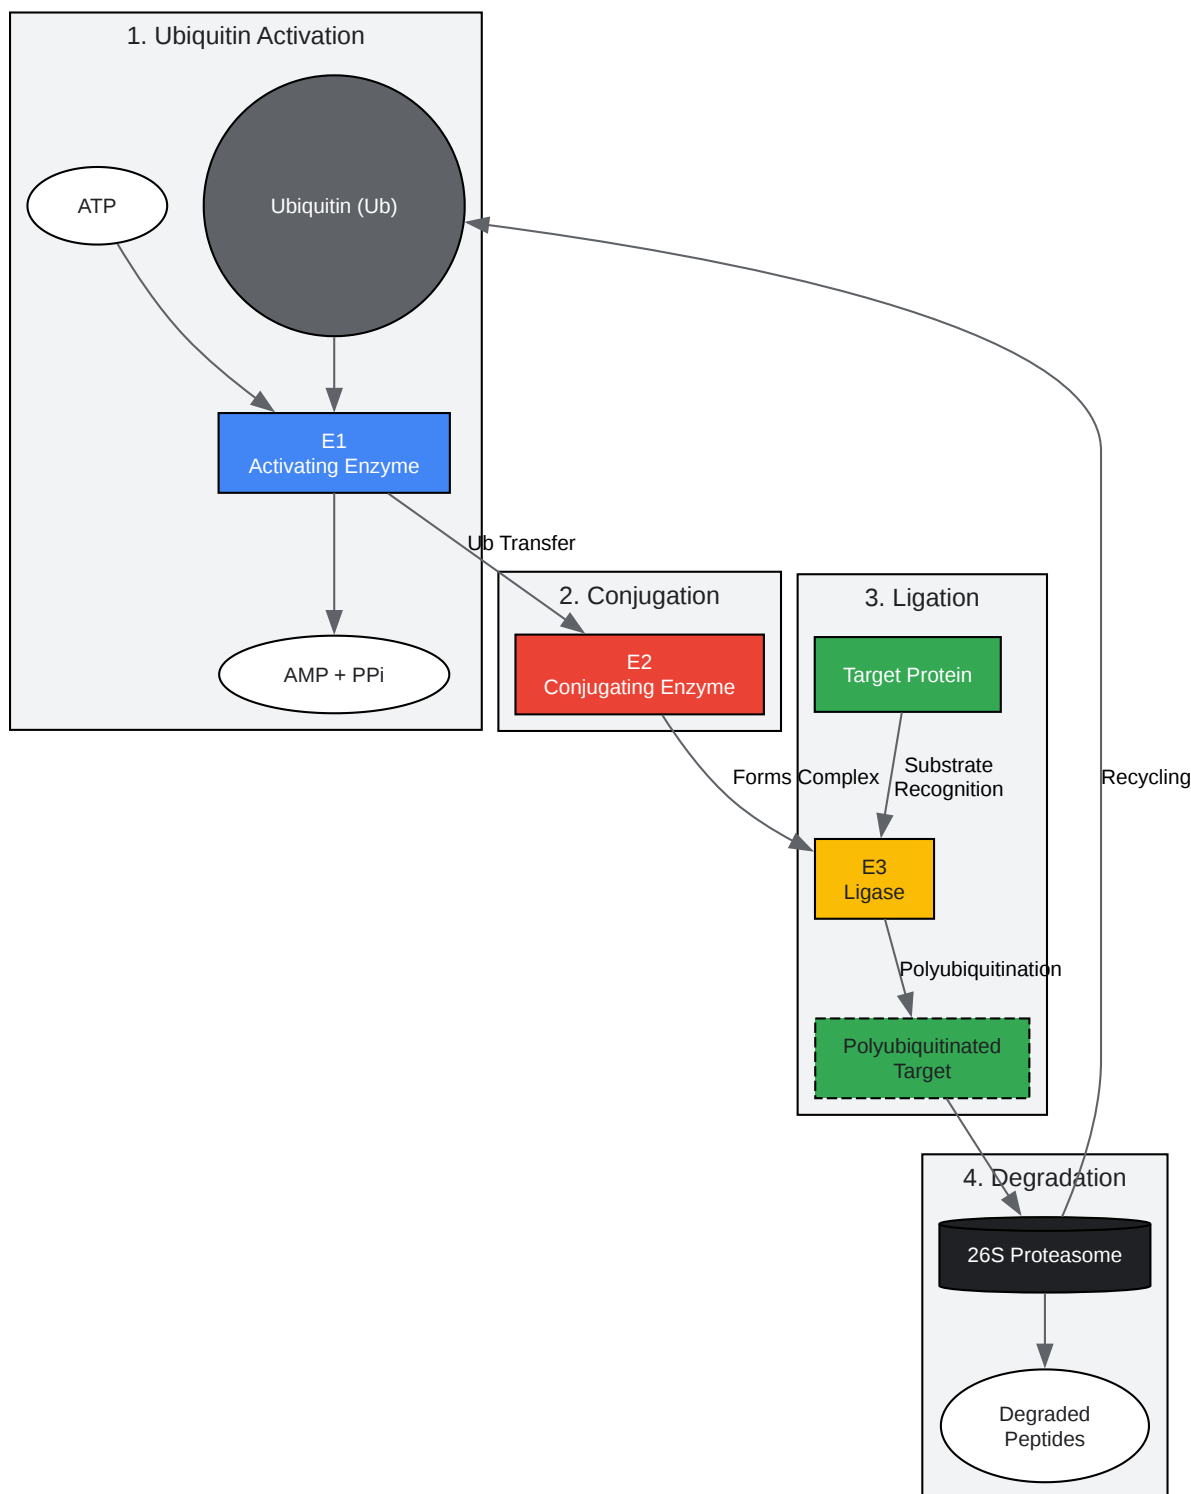 1. Ubiquitin Activation
ATP
Ubiquitin (Ub)
E1
Activating Enzyme
Ub Transfer
AMP + PPi
2. Conjugation
E2
Conjugating Enzyme
Forms Complex
3. Ligation
Target Protein
Substrate
Recognition
E3
Ligase
Polyubiquitination
Polyubiquitinated
Target
Recycling
4. Degradation
26S Proteasome
Degraded
Peptides